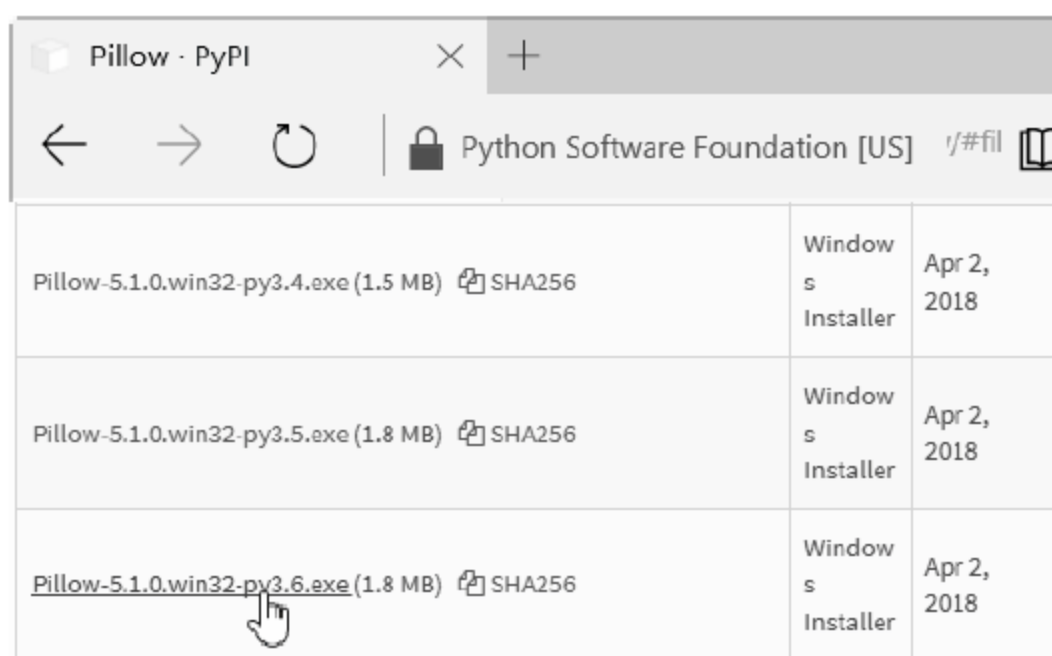 Pillow · PyPI
Python Software Foundation [US] /#fil
Pillow-5.1.0.win32-py3.4.exe (1.5 MB) SHA256
Window
s
Installer
Apr 2,
2018
Pillow-5.1.0.win32-py3.5.exe (1.8 MB) SHA256
Window
s
Installer
Apr 2,
2018
Pillow-5.1.0.win32-py3.6.exe (1.8 MB) SHA256
Window
s
Installer
Apr 2,
2018